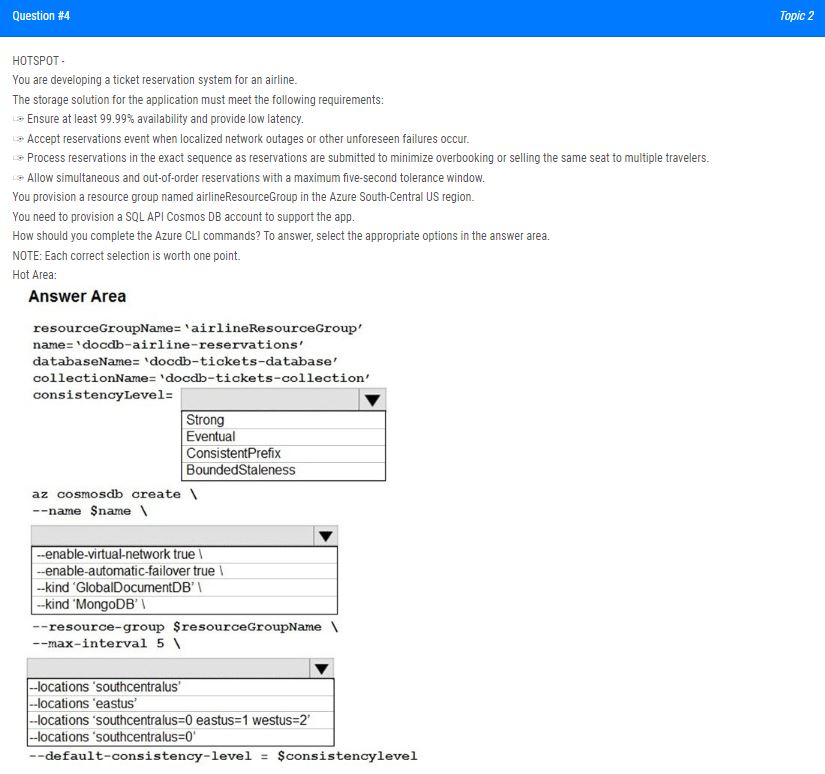 Question #4
Topic 2
HOTSPOT -
You are developing a ticket reservation system for an airline.
The storage solution for the application must meet the following requirements:
Ensure at least 99.99% availability and provide low latency.
Accept reservations event when localized network outages or other unforeseen failures occur.
Process reservations in the exact sequence as reservations are submitted to minimize overbooking or selling the same seat to multiple travelers.
Allow simultaneous and out-of-order reservations with a maximum five-second tolerance window.
You provision a resource group named airlineResourceGroup in the Azure South-Central US region.
You need to provision a SQL API Cosmos DB account to support the app.
How should you complete the Azure CLI commands? To answer, select the appropriate options in the answer area.
NOTE: Each correct selection is worth one point.
Hot Area:
Answer Area
resourceGroupName= ‘airlineResourceGroup’
name= ‘docdb-airline-reservations’
databaseName= ‘docdb-tickets-database’
collectionName= ‘docdb-tickets-collection’
consistencyLevel=
Strong
Eventual
ConsistentPrefix
BoundedStaleness
az cosmosdb create \
--name $name \
--enable-virtual-network true \
--enable-automatic-failover true \
--kind ‘GlobalDocumentDB’ \
--kind ‘MongoDB’ \
--resource-group $resourceGroupName \
--max-interval 5 \
--locations ‘southcentralus’
--locations ‘eastus’
--locations ‘southcentralus=0 eastus=1 westus=2’
--locations ‘southcentralus=0’
--default-consistency-level = $consistencylevel